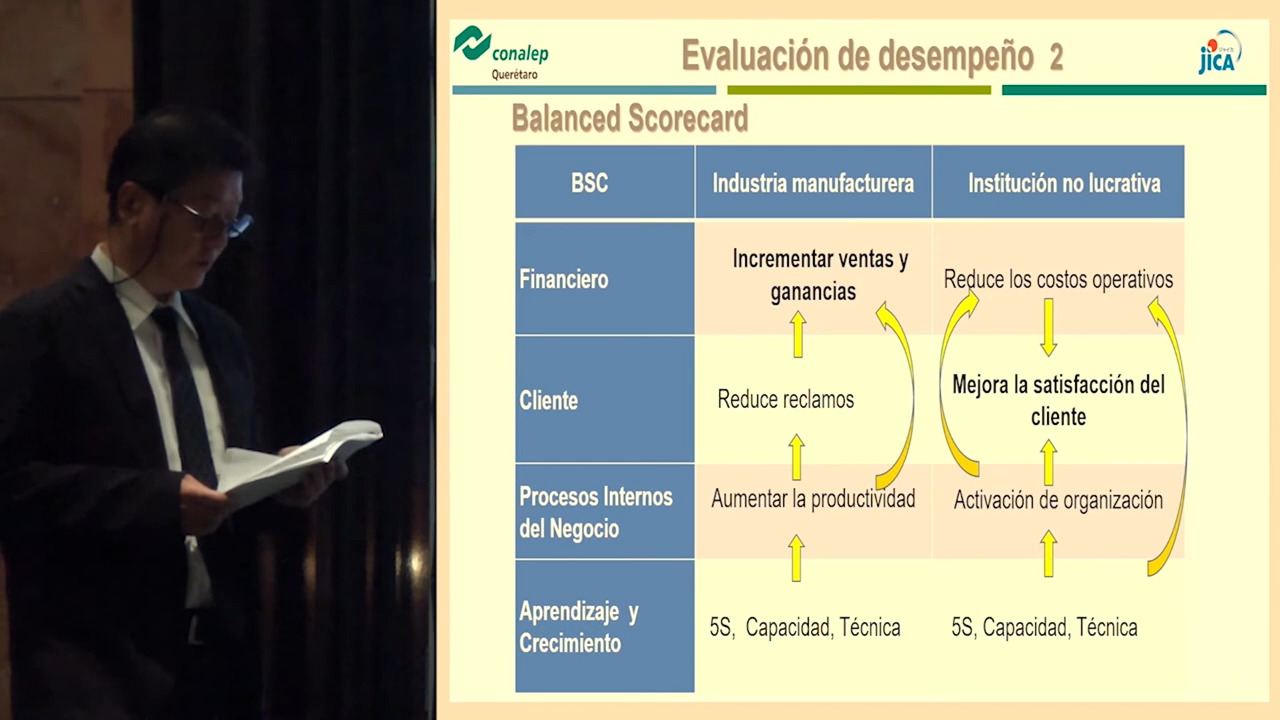 conalep
Querétaro
Evaluación de desempeño 2
JICA
Balanced Scorecard
BSC
Industria manufacturera
Institución no lucrativa
Financiero
Incrementar ventas y
ganancias
Reduce los costos operativos
Cliente
Reduce reclamos
Mejora la satisfacción del
cliente
Procesos Internos
del Negocio
Aumentar la productividad
Activación de organización
Aprendizaje y
Crecimiento
5S, Capacidad, Técnica
5S, Capacidad, Técnica